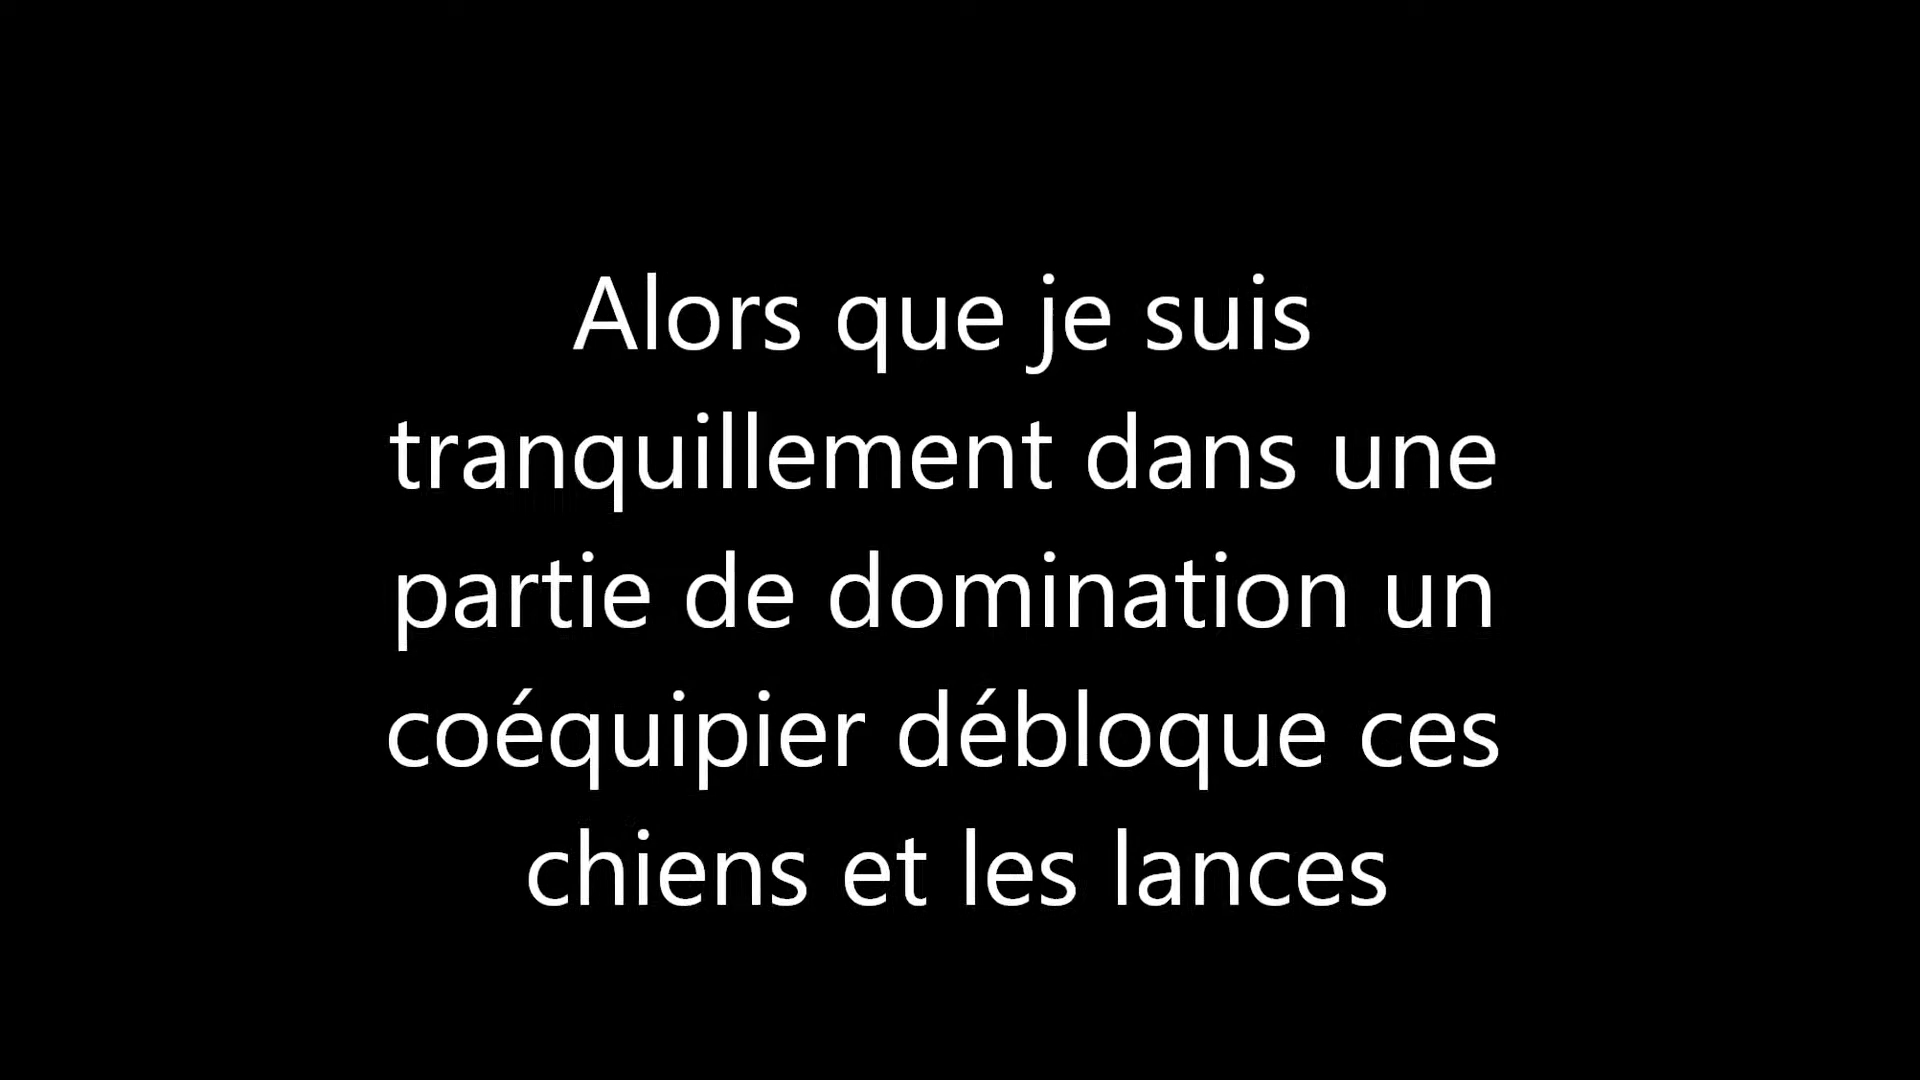 Alors que je suis
tranquillement dans une
partie de domination un
coéquipier débloque ces
chiens et les lances